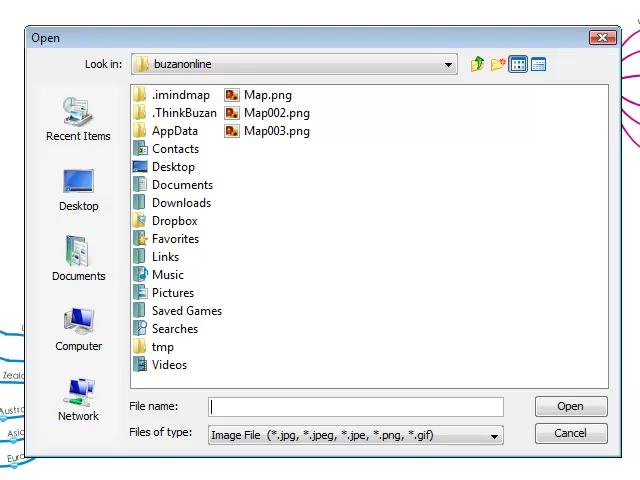 Open
Look in:
buzanonline
Recent Items
Desktop
Documents
Computer
Network
.imindmap
.ThinkBuzan
AppData
Contacts
Desktop
Documents
Downloads
Dropbox
Favorites
Links
Music
Pictures
Saved Games
Searches
tmp
Videos
Map.png
Map002.png
Map003.png
File name:
Open
Files of type:
Image File (*.jpg, *.jpeg, *.jpe, *.png, *.gif)
Cancel
Zeala
Austra
Asia
Euro